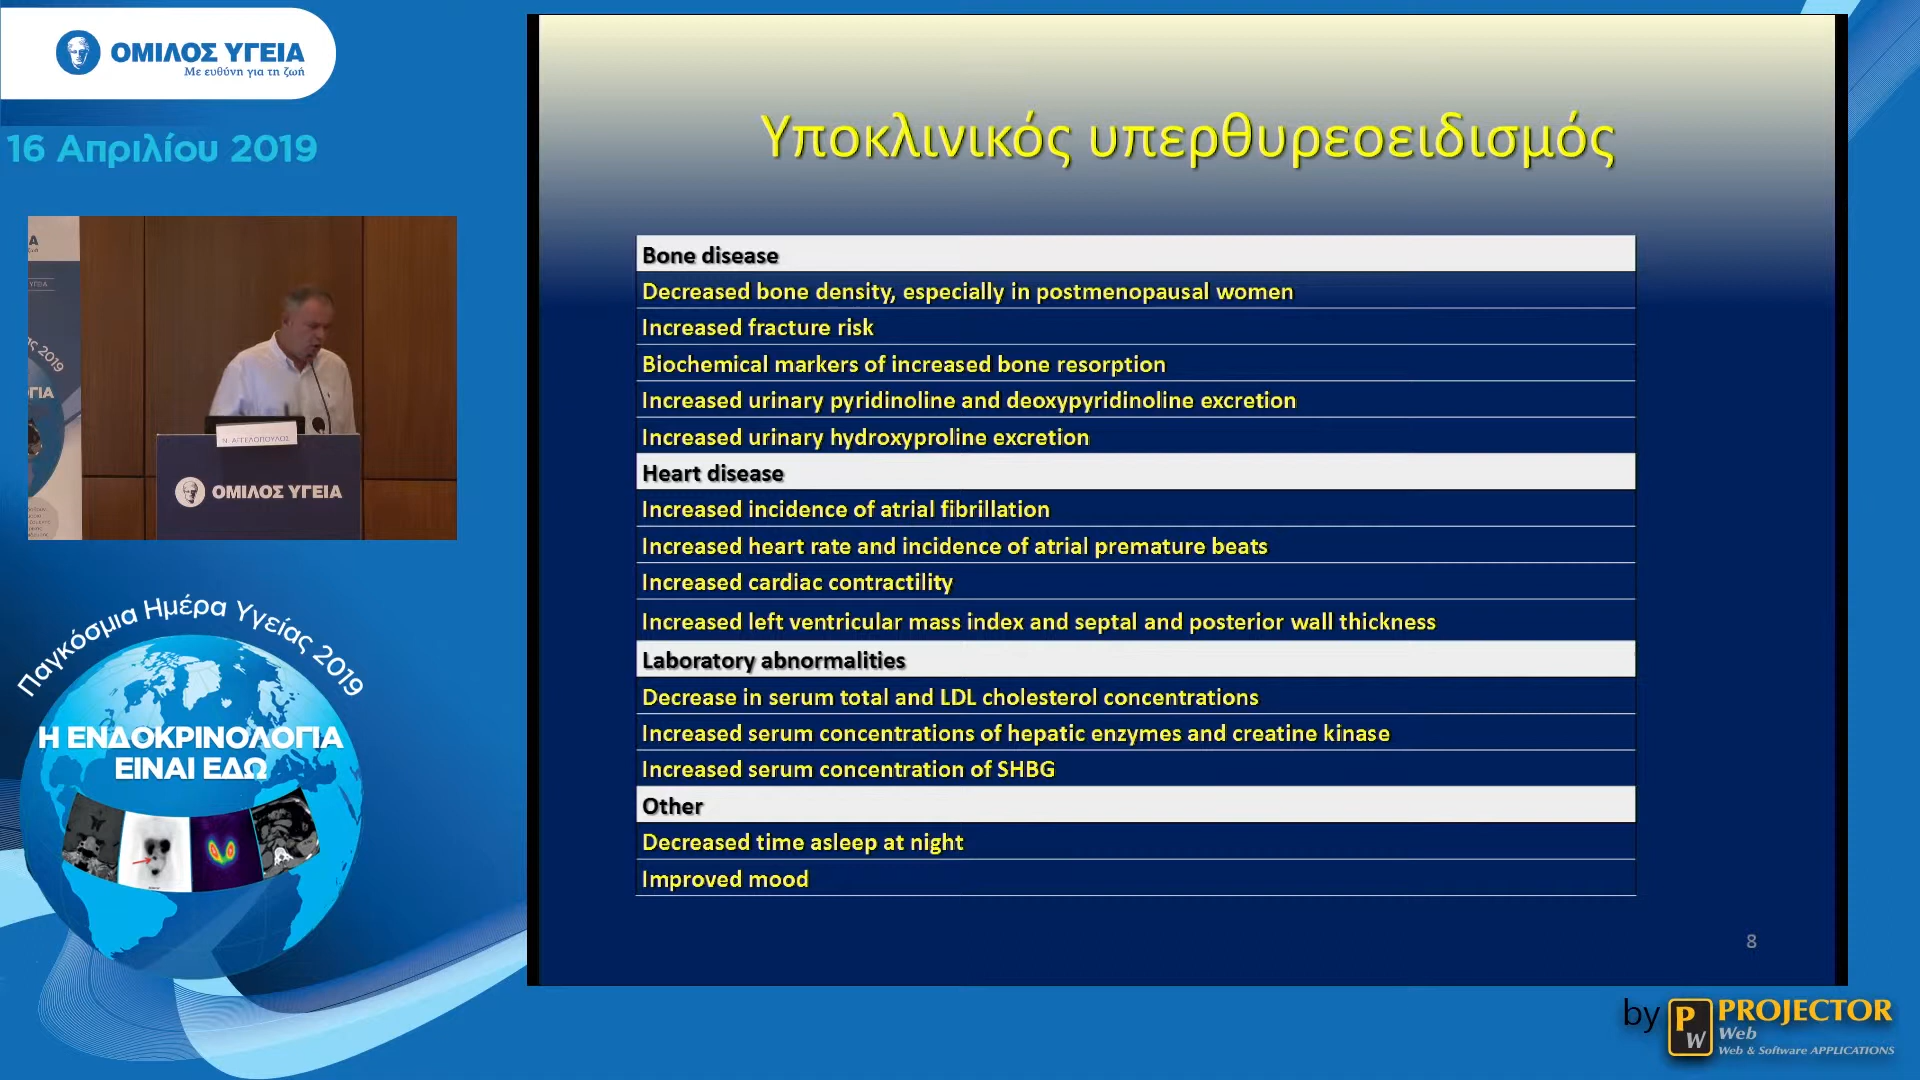 ΟΜΙΛΟΣ ΥΓΕΙΑ
Με ευθύνη για τη ζωή
16 Απριλίου 2019
Α
ΥΓΕΙΑ
ς 2019
ΓΙΑ
Ν. ΑΓΓΕΛΟΠΟΥΛΟΣ
ΟΜΙΛΟΣ ΥΓΕΙΑ
Παγκόσμια Ημέρα Υγείας 2019
Η ΕΝΔΟΚΡΙΝΟΛΟΓΙΑ
ΕΙΝΑΙ ΕΔΩ
Υποκλινικός υπερθυρεοειδισμός
Bone disease
Decreased bone density, especially in postmenopausal women
Increased fracture risk
Biochemical markers of increased bone resorption
Increased urinary pyridinoline and deoxypyridinoline excretion
Increased urinary hydroxyproline excretion
Heart disease
Increased incidence of atrial fibrillation
Increased heart rate and incidence of atrial premature beats
Increased cardiac contractility
Increased left ventricular mass index and septal and posterior wall thickness
Laboratory abnormalities
Decrease in serum total and LDL cholesterol concentrations
Increased serum concentrations of hepatic enzymes and creatine kinase
Increased serum concentration of SHBG
Other
Decreased time asleep at night
Improved mood
8
by PW PROJECTOR
Web
Web & Software APPLICATIONS